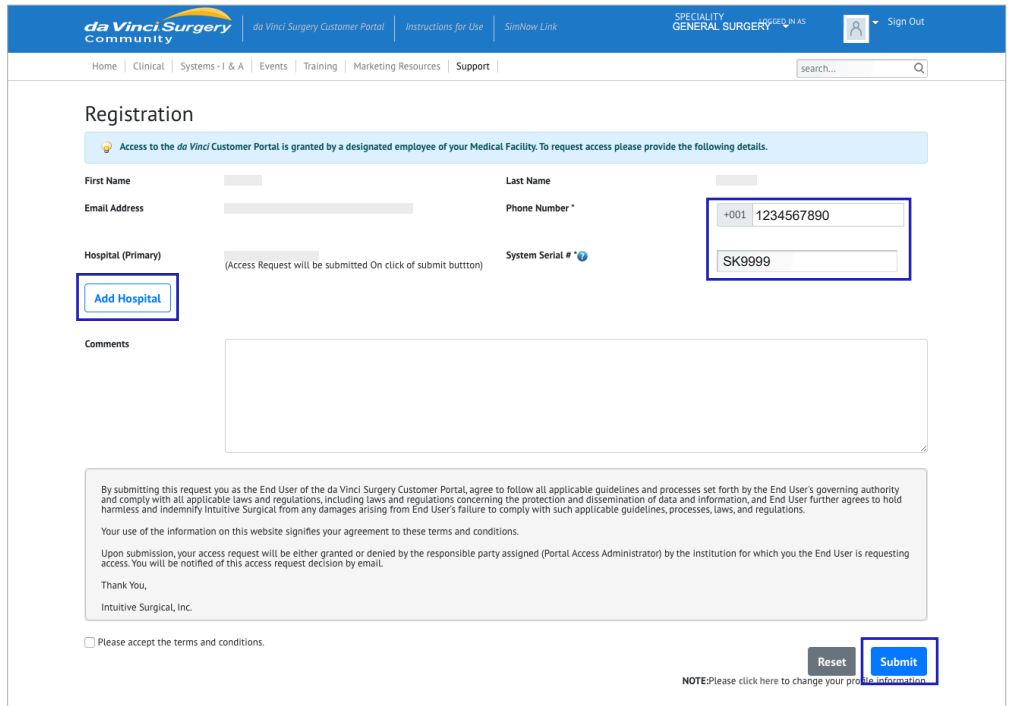 da Vinci Surgery
Community
da Vinci Surgery Customer Portal
Instructions for Use
SimNow Link
SPECIALITY
GENERAL SURGERY
LOGGED IN AS
Sign Out
Home
Clinical
Systems - I & A
Events
Training
Marketing Resources
Support
search...
Registration
Access to the da Vinci Customer Portal is granted by a designated employee of your Medical Facility. To request access please provide the following details.
First Name
Last Name
Email Address
Phone Number *
+001 1234567890
Hospital (Primary)
(Access Request will be submitted On click of submit buttton)
System Serial # * ?
SK9999
Add Hospital
Comments
By submitting this request you as the End User of the da Vinci Surgery Customer Portal, agree to follow all applicable guidelines and processes set forth by the End User's governing authority
and comply with all applicable laws and regulations, including laws and regulations concerning the protection and dissemination of data and information, and End User further agrees to hold
harmless and indemnify Intuitive Surgical from any damages arising from End User's failure to comply with such applicable guidelines, processes, laws, and regulations.
Your use of the information on this website signifies your agreement to these terms and conditions.
Upon submission, your access request will be either granted or denied by the responsible party assigned (Portal Access Administrator) by the institution for which you the End User is requesting
access. You will be notified of this access request decision by email.
Thank You,
Intuitive Surgical, Inc.
Please accept the terms and conditions.
Reset
Submit
NOTE:Please click here to change your profile information.